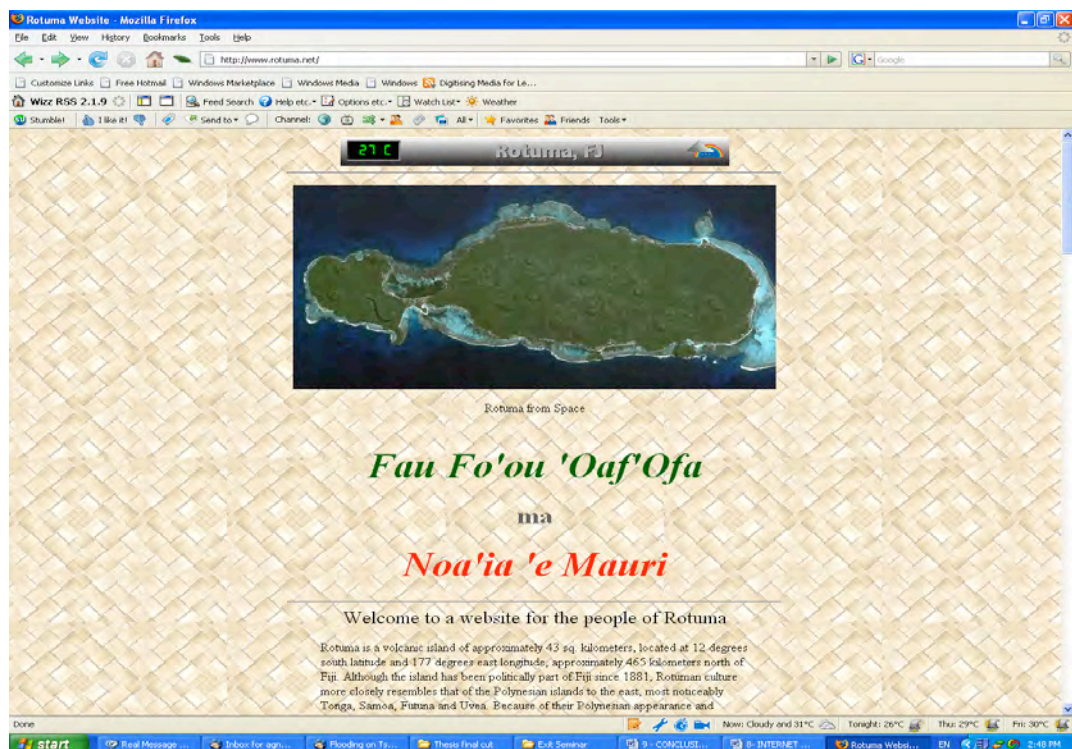 Rotuma Website - Mozilla Firefox
File Edit View History Bookmarks Tools Help
http://www.rotuma.net/
Google
Customize Links Free Hotmail Windows Marketplace Windows Media Windows Digitising Media for Le...
Wizz RSS 2.1.9 Feed Search Help etc. Options etc. Watch List Weather
Stumble! I like it! Send to Channel: All Favorites Friends Tools
27 C Rotuma, FJ
Rotuma from Space
Fau Fo'ou 'Oaf'Ofa
ma
Noa'ia 'e Mauri
Welcome to a website for the people of Rotuma
Rotuma is a volcanic island of approximately 43 sq. kilometers, located at 12 degrees
south latitude and 177 degrees east longitude, approximately 465 kilometers north of
Fiji. Although the island has been politically part of Fiji since 1881, Rotuman culture
more closely resembles that of the Polynesian islands to the east, most noticeably
Tonga, Samoa, Futuna and Uvea. Because of their Polynesian appearance and
Done Now: Cloudy and 31°C Tonight: 26°C Thu: 29°C Fri: 30°C
start Real Message ... Inbox for agn... Flooding on Ts... Thesis final cut Exit Seminar 9 - CONCLUSI... 8- INTERNET ... Rotuma Websi... EN 2:48 PM